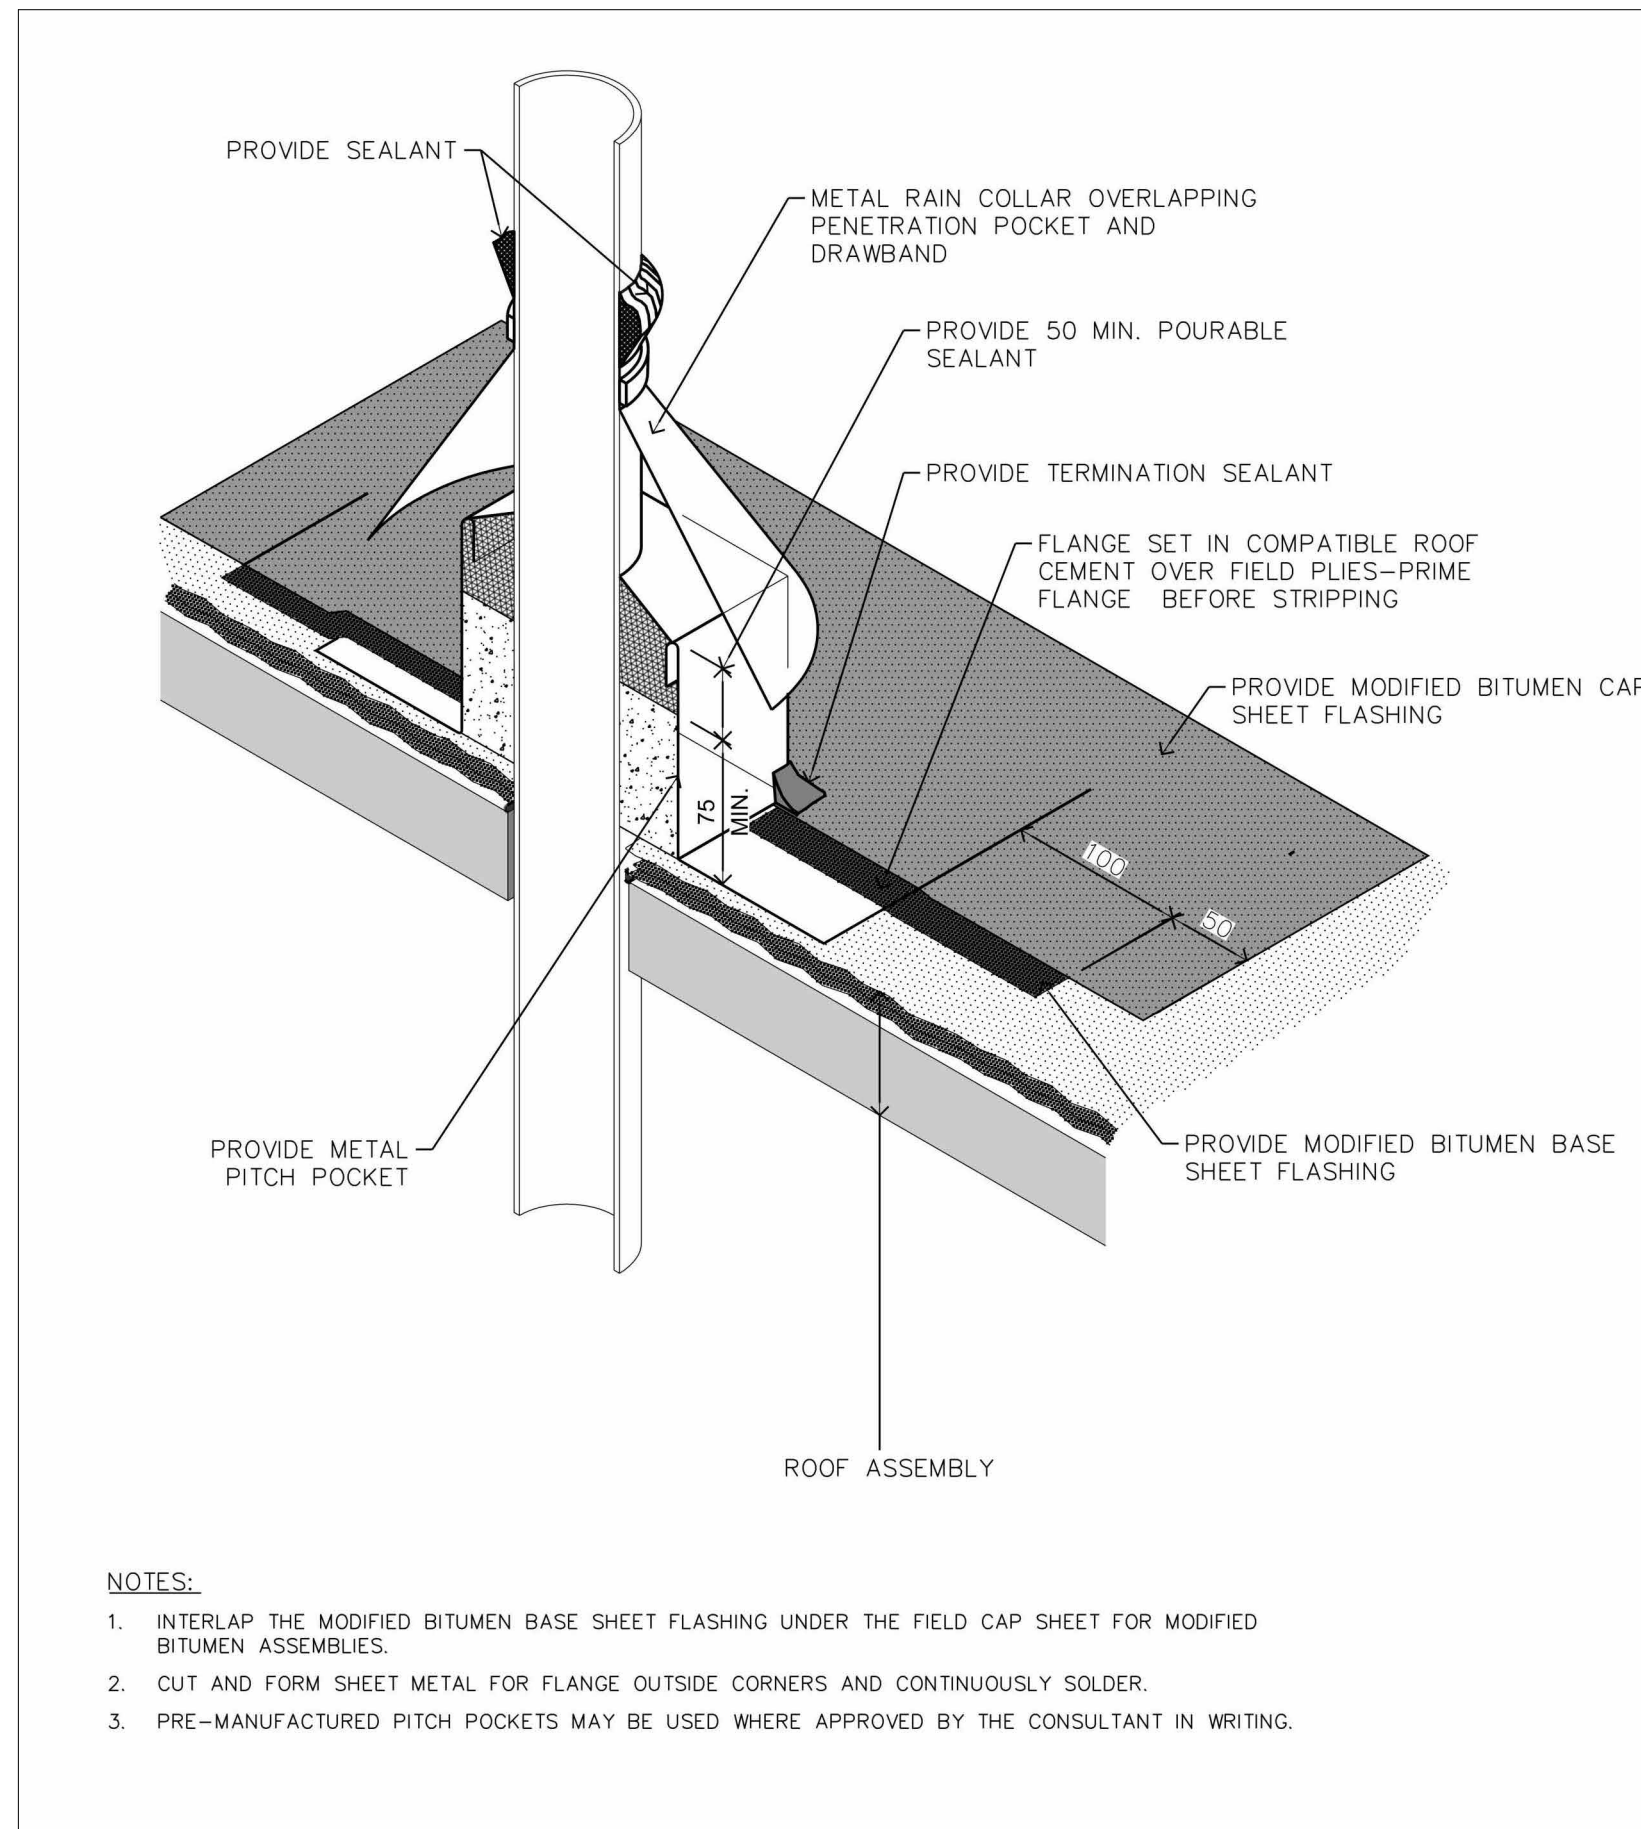 PROVIDE SEALANT
METAL RAIN COLLAR OVERLAPPING
PENETRATION POCKET AND
DRAWBAND
PROVIDE 50 MIN. POURABLE
SEALANT
PROVIDE TERMINATION SEALANT
FLANGE SET IN COMPATIBLE ROOF
CEMENT OVER FIELD PLIES-PRIME
FLANGE BEFORE STRIPPING
PROVIDE MODIFIED BITUMEN CAP
SHEET FLASHING
75
MIN.
100
50
PROVIDE METAL
PITCH POCKET
PROVIDE MODIFIED BITUMEN BASE
SHEET FLASHING
ROOF ASSEMBLY
NOTES:
1. INTERLAP THE MODIFIED BITUMEN BASE SHEET FLASHING UNDER THE FIELD CAP SHEET FOR MODIFIED
BITUMEN ASSEMBLIES.
2. CUT AND FORM SHEET METAL FOR FLANGE OUTSIDE CORNERS AND CONTINUOUSLY SOLDER.
3. PRE-MANUFACTURED PITCH POCKETS MAY BE USED WHERE APPROVED BY THE CONSULTANT IN WRITING.